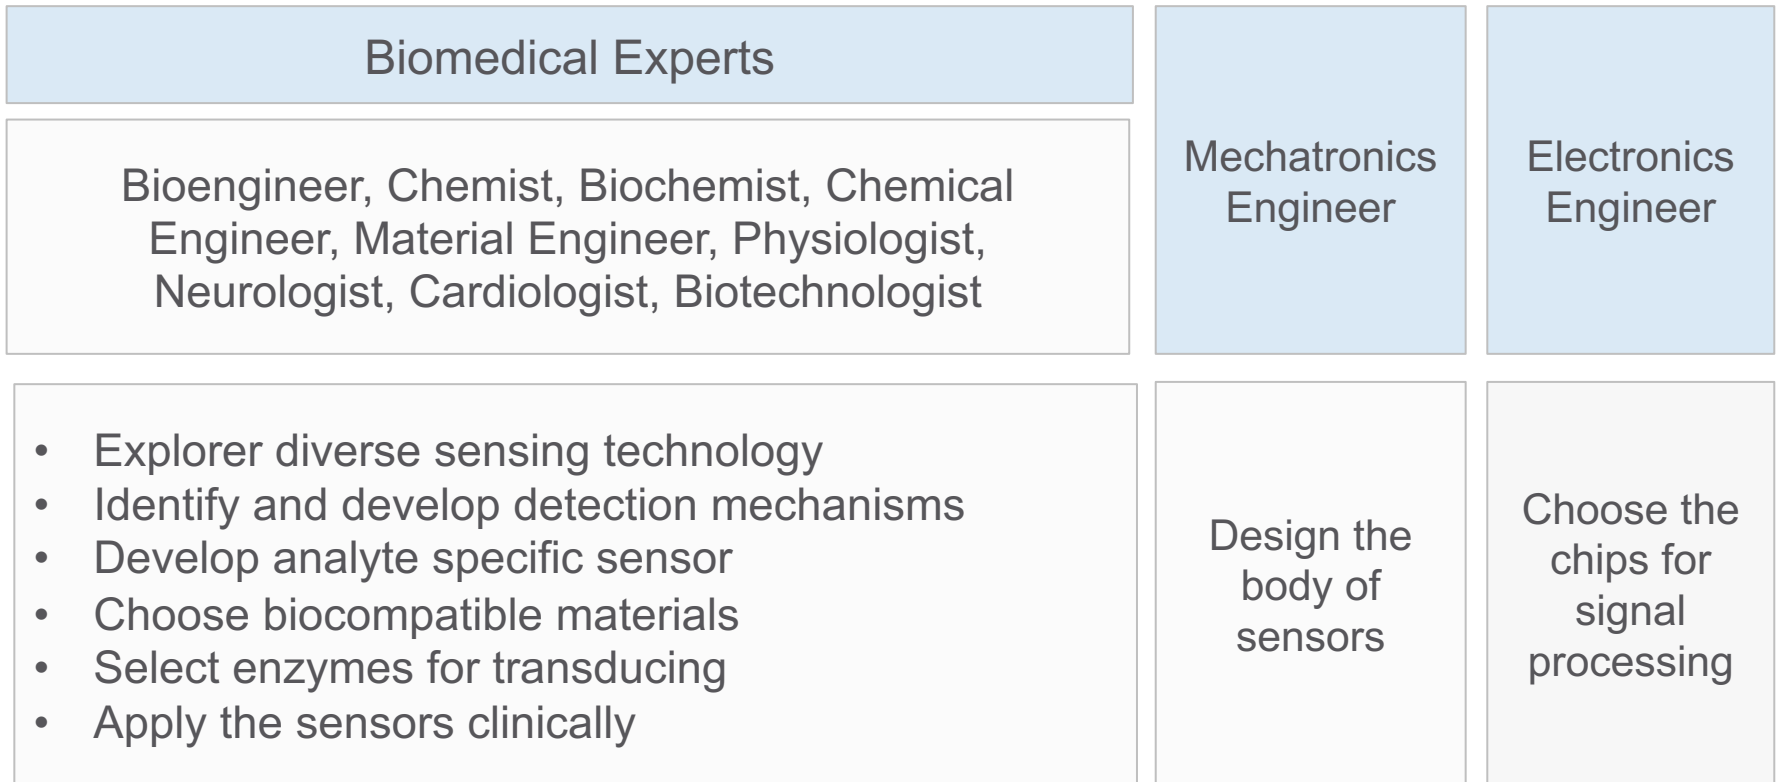 Biomedical Experts
Bioengineer, Chemist, Biochemist, Chemical
Engineer, Material Engineer, Physiologist,
Neurologist, Cardiologist, Biotechnologist
Mechatronics
Engineer
Electronics
Engineer
• Explorer diverse sensing technology
• Identify and develop detection mechanisms
• Develop analyte specific sensor
• Choose biocompatible materials
• Select enzymes for transducing
• Apply the sensors clinically
Design the
body of
sensors
Choose the
chips for
signal
processing